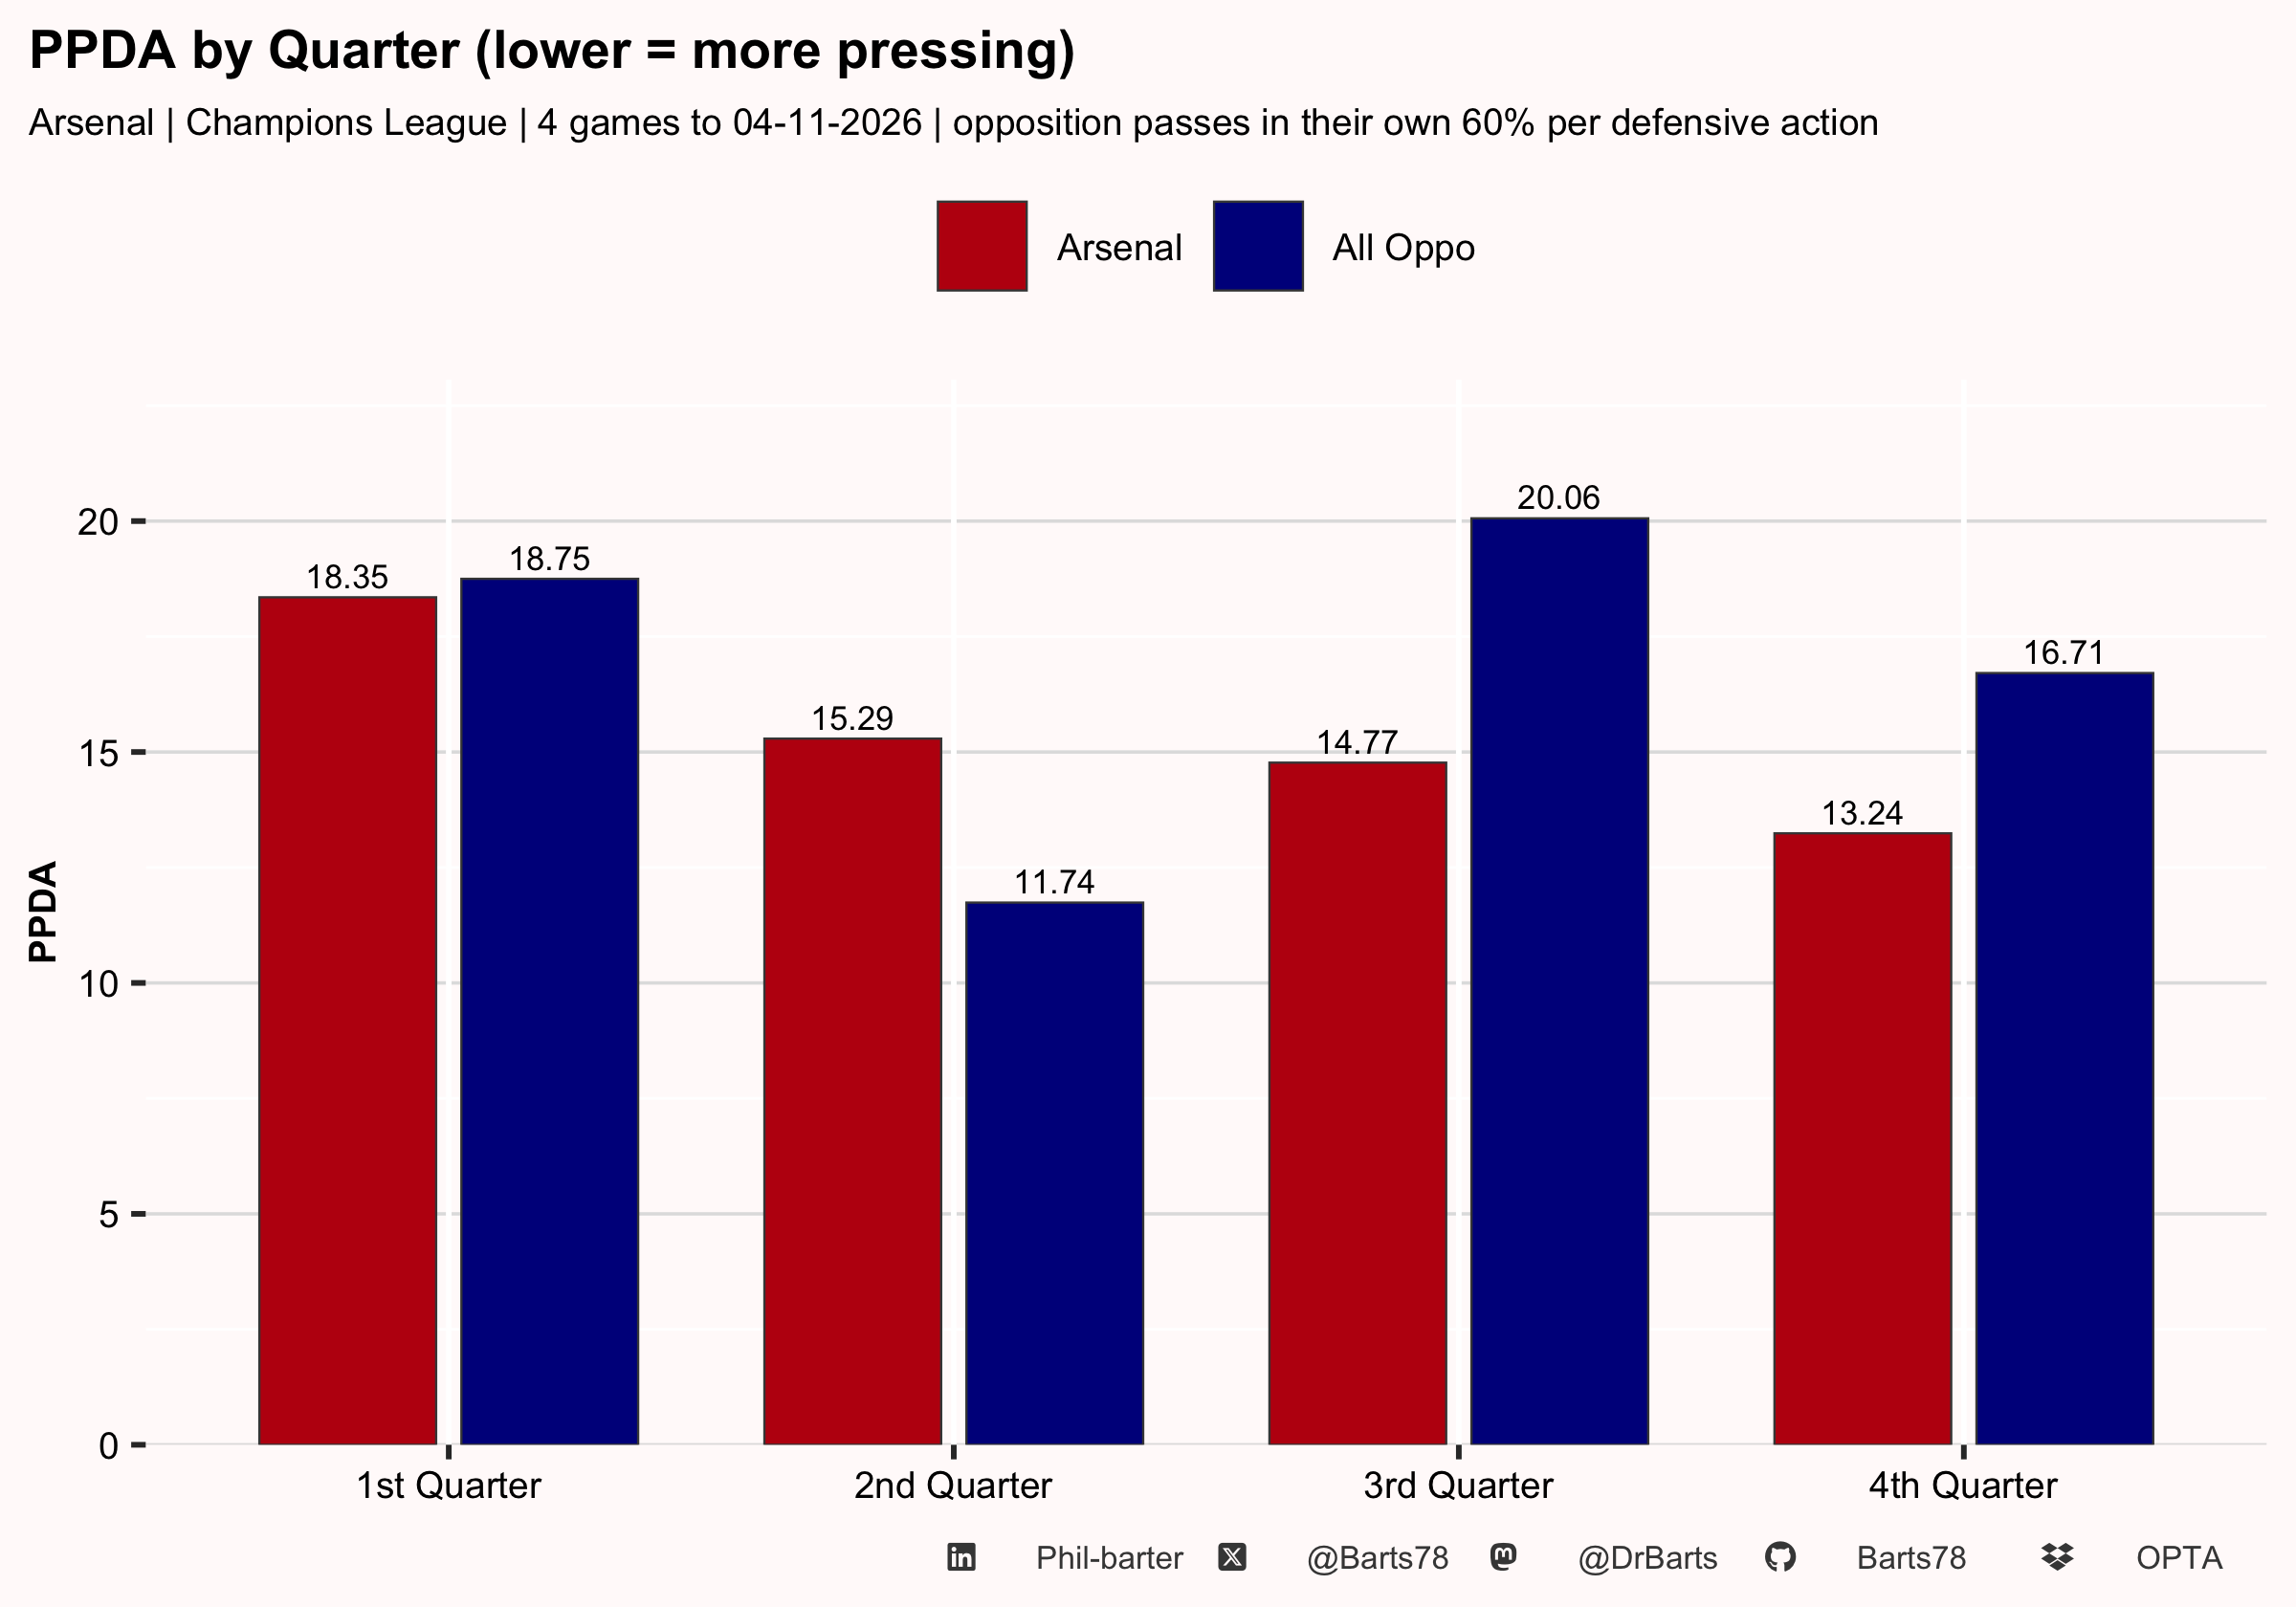 PPDA by Quarter (lower = more pressing)
Arsenal | Champions League | 4 games to 04-11-2026 | opposition passes in their own 60% per defensive action
Arsenal All Oppo
PPDA
20
15
10
5
0
18.35 18.75
15.29 11.74
14.77 20.06
13.24 16.71
1st Quarter 2nd Quarter 3rd Quarter 4th Quarter
Phil-barter @Barts78 @DrBarts Barts78 OPTA